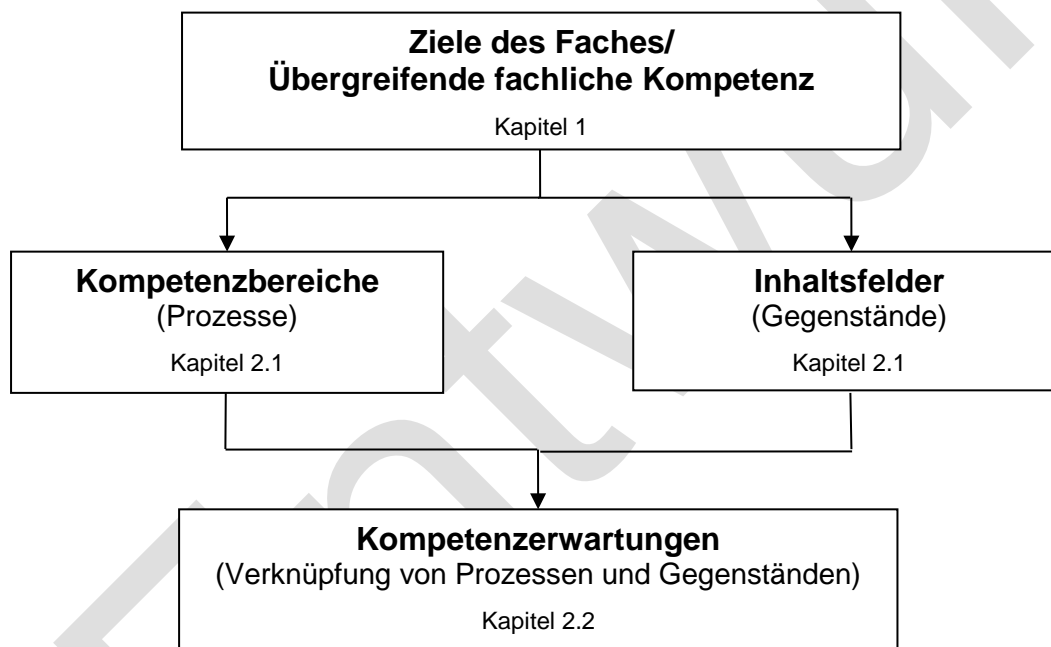 Ziele des Faches/
Übergreifende fachliche Kompetenz
Kapitel 1
Kompetenzbereiche
(Prozesse)
Kapitel 2.1
Inhaltsfelder
(Gegenstände)
Kapitel 2.1
Kompetenzerwartungen
(Verknüpfung von Prozessen und Gegenständen)
Kapitel 2.2